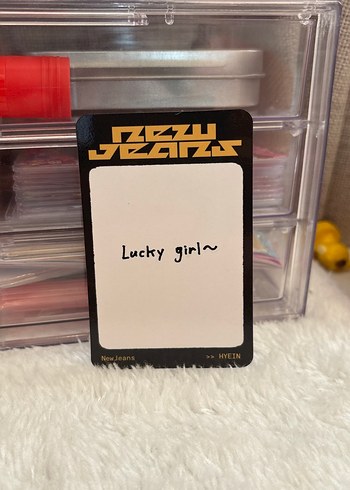 New
Jeans
Lucky girl~
NewJeans >> HYEIN